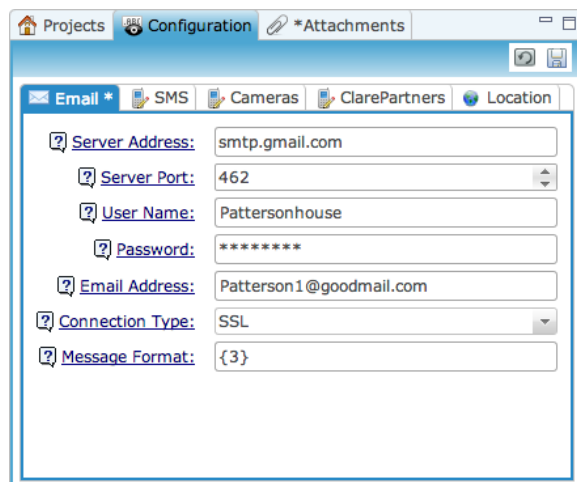 Projects Configuration *Attachments
Email * SMS Cameras ClarePartners Location
? Server Address: smtp.gmail.com
? Server Port: 462
? User Name: Pattersonhouse
? Password: ********
? Email Address: Patterson1@goodmail.com
? Connection Type: SSL
? Message Format: {3}